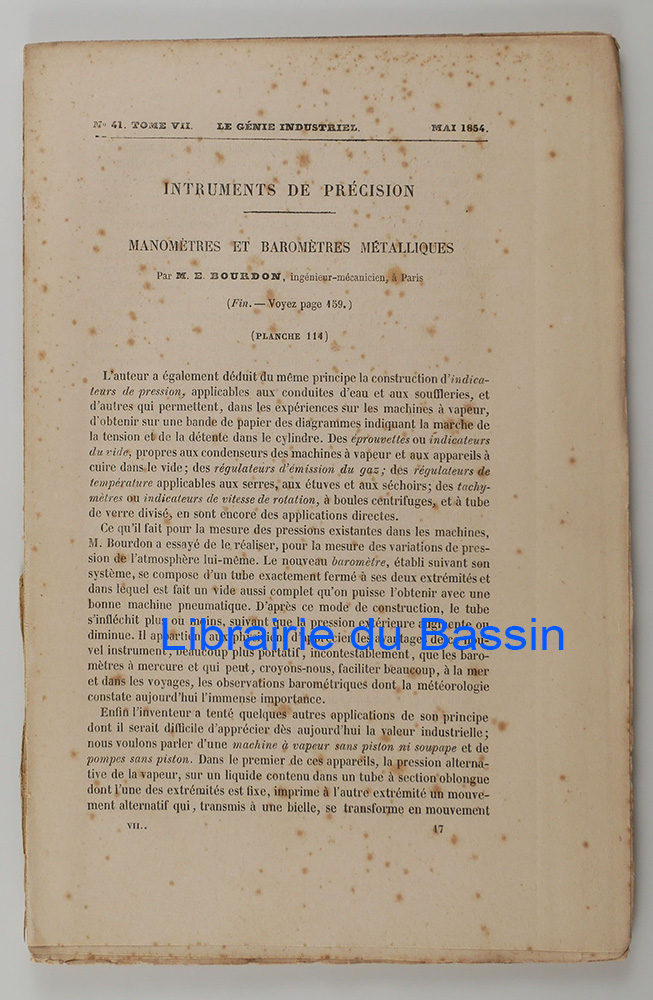 No 41. TOME VII. LE GÉNIE INDUSTRIEL. MAI 1854.
INTRUMENTS DE PRÉCISION
MANOMÈTRES ET BAROMÈTRES MÉTALLIQUES
Par M. E. BOURDON, ingénieur-mécanicien, à Paris
(Fin. — Voyez page 159.)
(PLANCHE 114)
L'auteur a également déduit du même principe la construction d'indica-
teurs de pression, applicables aux conduites d'eau et aux souffleries, et
d'autres qui permettent, dans les expériences sur les machines à vapeur,
d'obtenir sur une bande de papier des diagrammes indiquant la marche de
la tension et de la détente dans le cylindre. Des éprouvettes ou indicateurs
du vide, propres aux condenseurs des machines à vapeur et aux appareils à
cuire dans le vide; des régulateurs d'émission du gaz; des régulateurs de
température applicables aux serres, aux étuves et aux séchoirs; des tachy-
mètres ou indicateurs de vitesse de rotation, à boules centrifuges, et à tube
de verre divisé, en sont encore des applications directes.
Ce qu'il fait pour la mesure des pressions existantes dans les machines,
M. Bourdon a essayé de le réaliser, pour la mesure des variations de pres-
sion de l'atmosphère lui-même. Le nouveau baromètre, établi suivant son
système, se compose d'un tube exactement fermé à ses deux extrémités et
dans lequel est fait un vide aussi complet qu'on puisse l'obtenir avec une
bonne machine pneumatique. D'après ce mode de construction, le tube
s'infléchit plus ou moins, suivant que la pression extérieure augmente ou
diminue. Il appartient aux physiciens d'apprécier les avantages de ce nou-
Librairie du Bassin
vel instrument, beaucoup plus portatif, incontestablement, que les baro-
mètres à mercure et qui peut, croyons-nous, faciliter beaucoup, à la mer
et dans les voyages, les observations barométriques dont la météorologie
constate aujourd'hui l'immense importance.
Enfin l'inventeur a tenté quelques autres applications de son principe
dont il serait difficile d'apprécier dès aujourd'hui la valeur industrielle;
nous voulons parler d'une machine à vapeur sans piston ni soupape et de
pompes sans piston. Dans le premier de ces appareils, la pression alterna-
tive de la vapeur, sur un liquide contenu dans un tube à section oblongue
dont l'une des extrémités est fixe, imprime à l'autre extrémité un mouve-
ment alternatif qui, transmis à une bielle, se transforme en mouvement
VII.. 17